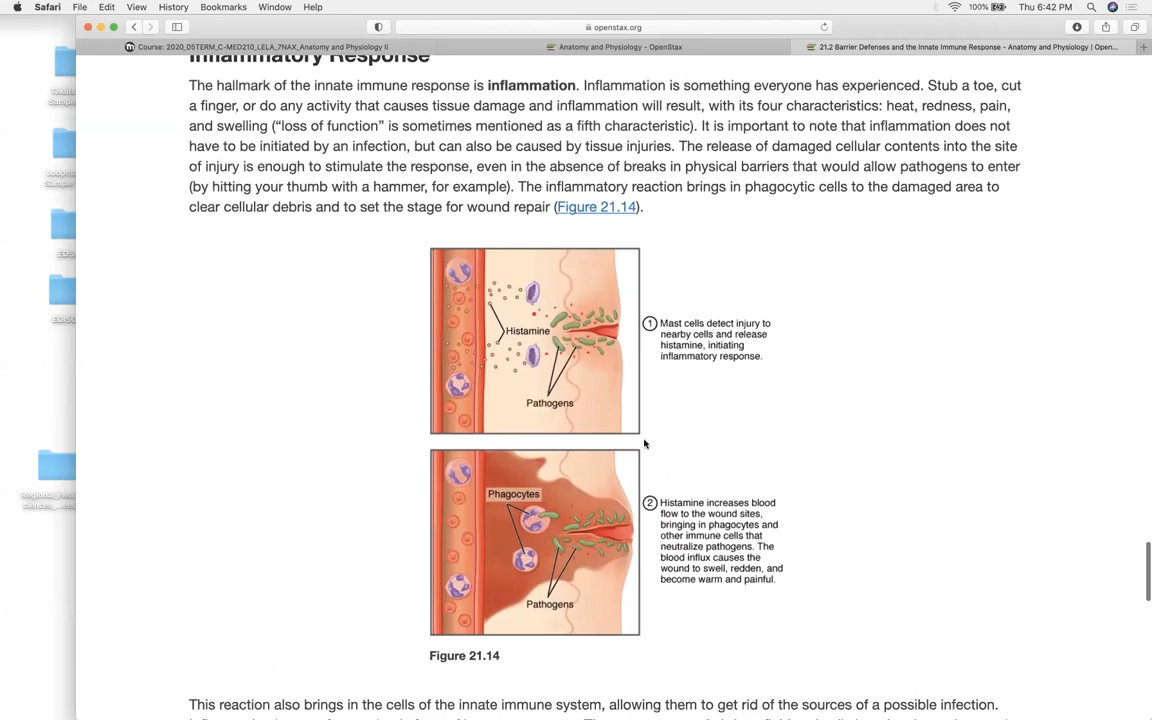 Safari File Edit View History Bookmarks Window Help 100% Thu 6:42 PM
openstax.org
Course: 2020_05TERM_C-MED210_LELA_7NAX_Anatomy and Physiology II
Anatomy and Physiology - OpenStax
21.2 Barrier Defenses and the Innate Immune Response - Anatomy and Physiology | Open...
Inflammatory Response
The hallmark of the innate immune response is inflammation. Inflammation is something everyone has experienced. Stub a toe, cut
a finger, or do any activity that causes tissue damage and inflammation will result, with its four characteristics: heat, redness, pain,
and swelling (“loss of function” is sometimes mentioned as a fifth characteristic). It is important to note that inflammation does not
have to be initiated by an infection, but can also be caused by tissue injuries. The release of damaged cellular contents into the site
of injury is enough to stimulate the response, even in the absence of breaks in physical barriers that would allow pathogens to enter
(by hitting your thumb with a hammer, for example). The inflammatory reaction brings in phagocytic cells to the damaged area to
clear cellular debris and to set the stage for wound repair (Figure 21.14).
Histamine
Pathogens
1 Mast cells detect injury to
nearby cells and release
histamine, initiating
inflammatory response.
Phagocytes
Pathogens
2 Histamine increases blood
flow to the wound sites,
bringing in phagocytes and
other immune cells that
neutralize pathogens. The
blood influx causes the
wound to swell, redden, and
become warm and painful.
Figure 21.14
This reaction also brings in the cells of the innate immune system, allowing them to get rid of the sources of a possible infection.